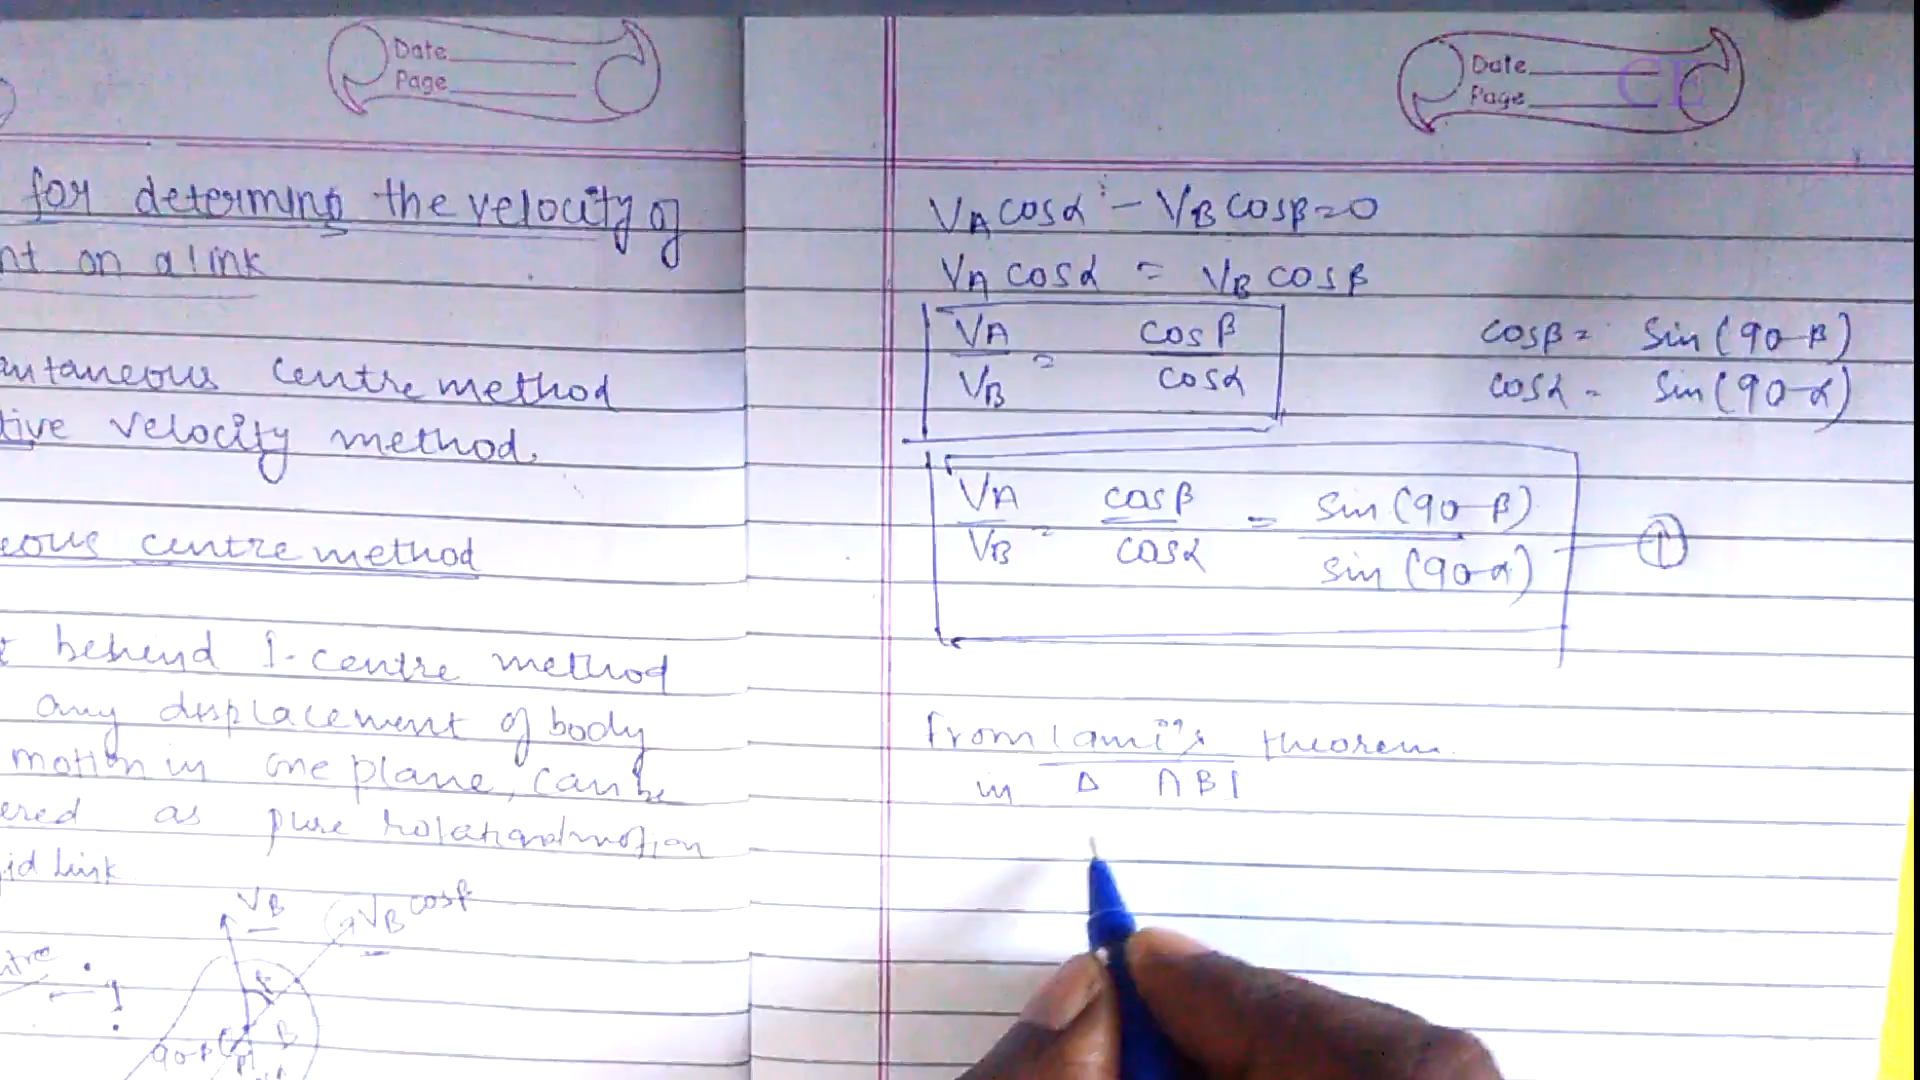 Date
Page
for determing the velocity of
nt on a link
antaneous centre method
tive velocity method.
eous centre method
behind I-centre method
any displacement of body
motion in one plane, can be
ered as pure rotational motion
id link
VB
VB cosβ
ntre
90-β
B
Date
Page
CE
VA cosα - VB cosβ=0
VA cosα = VB cosβ
VA/VB = cosβ/cosα
cosβ = sin(90-β)
cosα = sin(90-α)
VA/VB = cosβ/cosα = sin(90-β)/sin(90-α) — 1
from lami's theorem
in Δ ABI